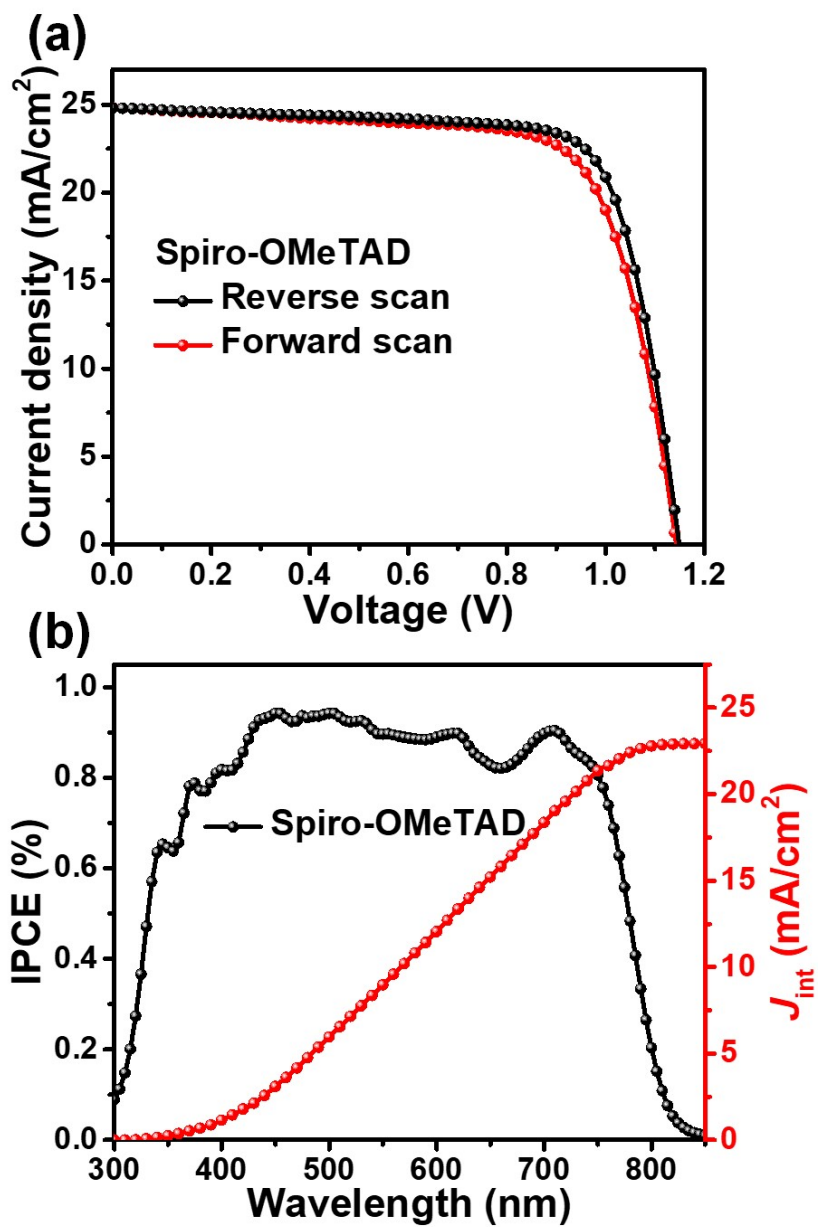 (a)
Current density (mA/cm²)
25
20
15
10
5
0
Spiro-OMeTAD
Reverse scan
Forward scan
0.0 0.2 0.4 0.6 0.8 1.0 1.2
Voltage (V)
(b)
IPCE (%)
1.0
0.8
0.6
0.4
0.2
0.0
Spiro-OMeTAD
25
20
15
10
5
0
J_int (mA/cm²)
300 400 500 600 700 800
Wavelength (nm)